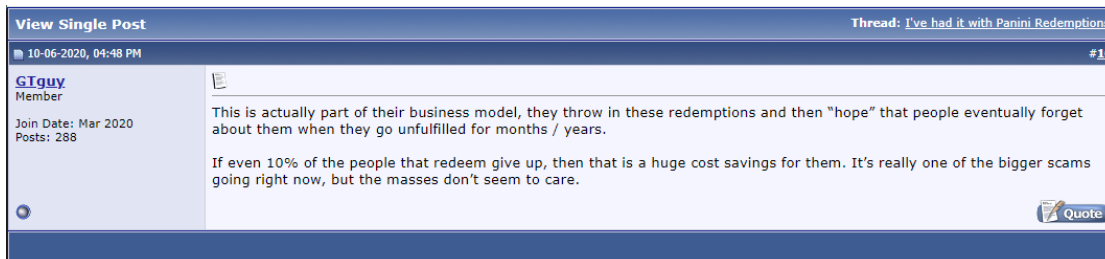 View Single Post
Thread: I've had it with Panini Redemptions
10-06-2020, 04:48 PM
#1
GTguy
Member
Join Date: Mar 2020
Posts: 288
This is actually part of their business model, they throw in these redemptions and then “hope” that people eventually forget
about them when they go unfulfilled for months / years.
If even 10% of the people that redeem give up, then that is a huge cost savings for them. It’s really one of the bigger scams
going right now, but the masses don’t seem to care.
Quote